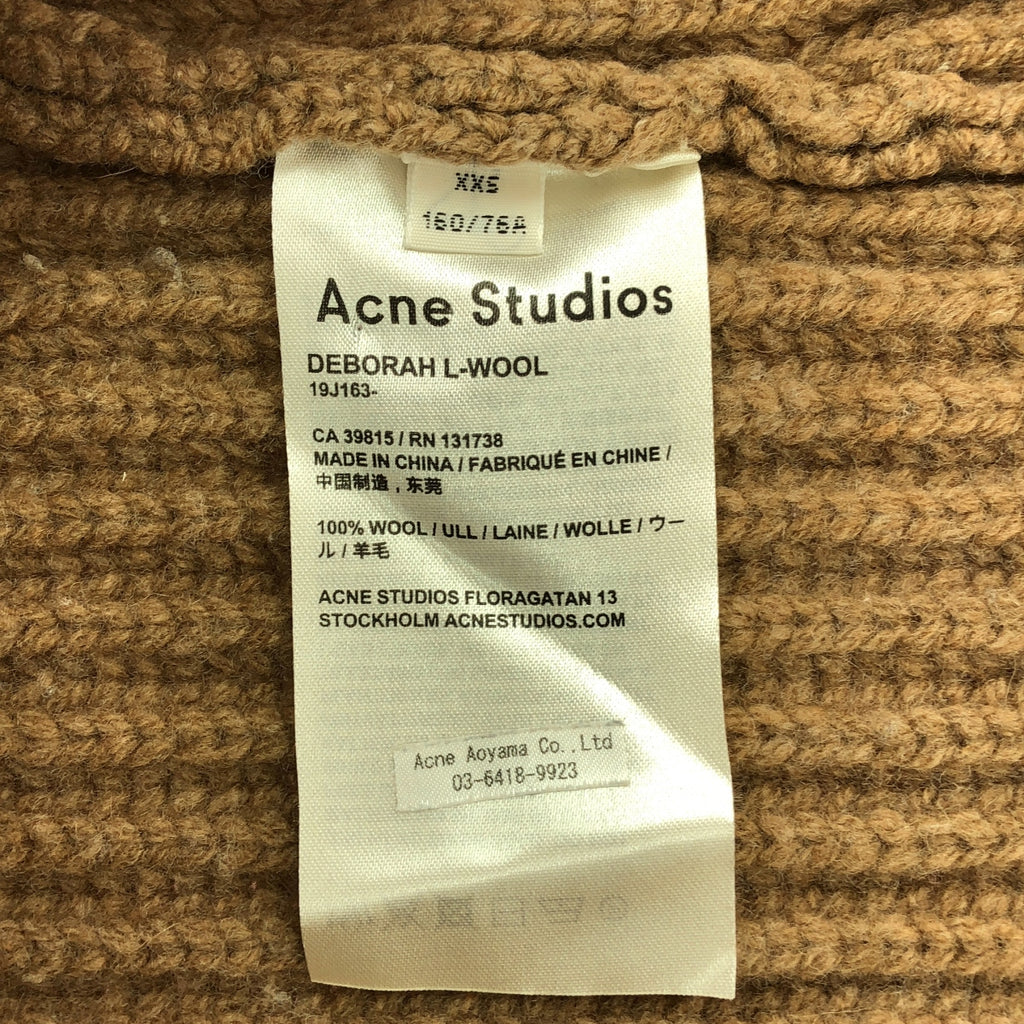 XXS
160/76A
Acne Studios
DEBORAH L-WOOL
19J163-
CA 39815 / RN 131738
MADE IN CHINA / FABRIQUÉ EN CHINE /
中国制造 , 东莞
100% WOOL / ULL / LAINE / WOLLE / ウー
ル / 羊毛
ACNE STUDIOS FLORAGATAN 13
STOCKHOLM ACNESTUDIOS.COM
Acne Aoyama Co.,Ltd
03-6418-9923